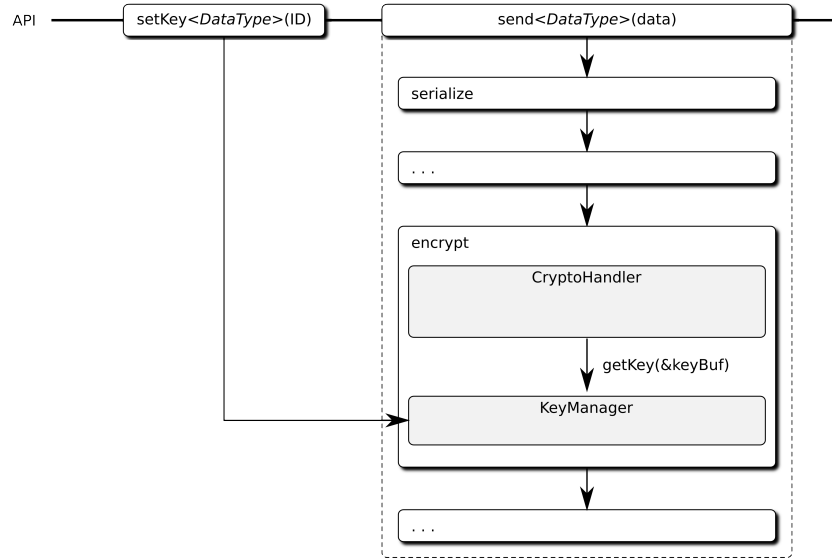 API
setKey<DataType>(ID)
send<DataType>(data)
serialize
. . .
encrypt
CryptoHandler
getKey(&keyBuf)
KeyManager
. . .